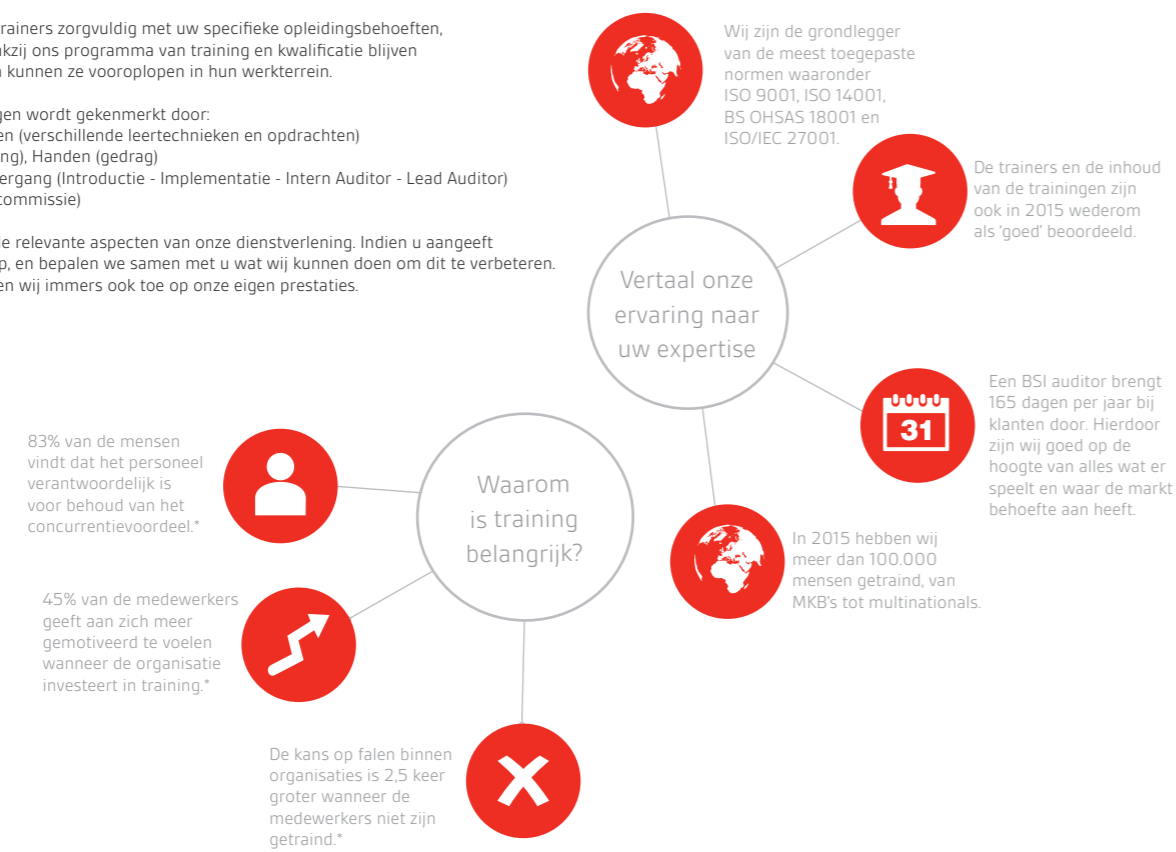 rainers zorgvuldig met uw specifieke opleidingsbehoeften,
kzij ons programma van training en kwalificatie blijven
kunnen ze vooroplopen in hun werkterrein.
gen wordt gekenmerkt door:
en (verschillende leertechnieken en opdrachten)
ng), Handen (gedrag)
ergang (Introductie - Implementatie - Intern Auditor - Lead Auditor)
commissie)
le relevante aspecten van onze dienstverlening. Indien u aangeeft
p, en bepalen we samen met u wat wij kunnen doen om dit te verbeteren.
en wij immers ook toe op onze eigen prestaties.
Wij zijn de grondlegger
van de meest toegepaste
normen waaronder
ISO 9001, ISO 14001,
BS OHSAS 18001 en
ISO/IEC 27001.
De trainers en de inhoud
van de trainingen zijn
ook in 2015 wederom
als ‘goed’ beoordeeld.
Vertaal onze
ervaring naar
uw expertise
Een BSI auditor brengt
165 dagen per jaar bij
klanten door. Hierdoor
zijn wij goed op de
hoogte van alles wat er
speelt en waar de markt
behoefte aan heeft.
31
In 2015 hebben wij
meer dan 100.000
mensen getraind, van
MKB’s tot multinationals.
Waarom
is training
belangrijk?
83% van de mensen
vindt dat het personeel
verantwoordelijk is
voor behoud van het
concurrentievoordeel.*
45% van de medewerkers
geeft aan zich meer
gemotiveerd te voelen
wanneer de organisatie
investeert in training.*
De kans op falen binnen
organisaties is 2,5 keer
groter wanneer de
medewerkers niet zijn
getraind.*